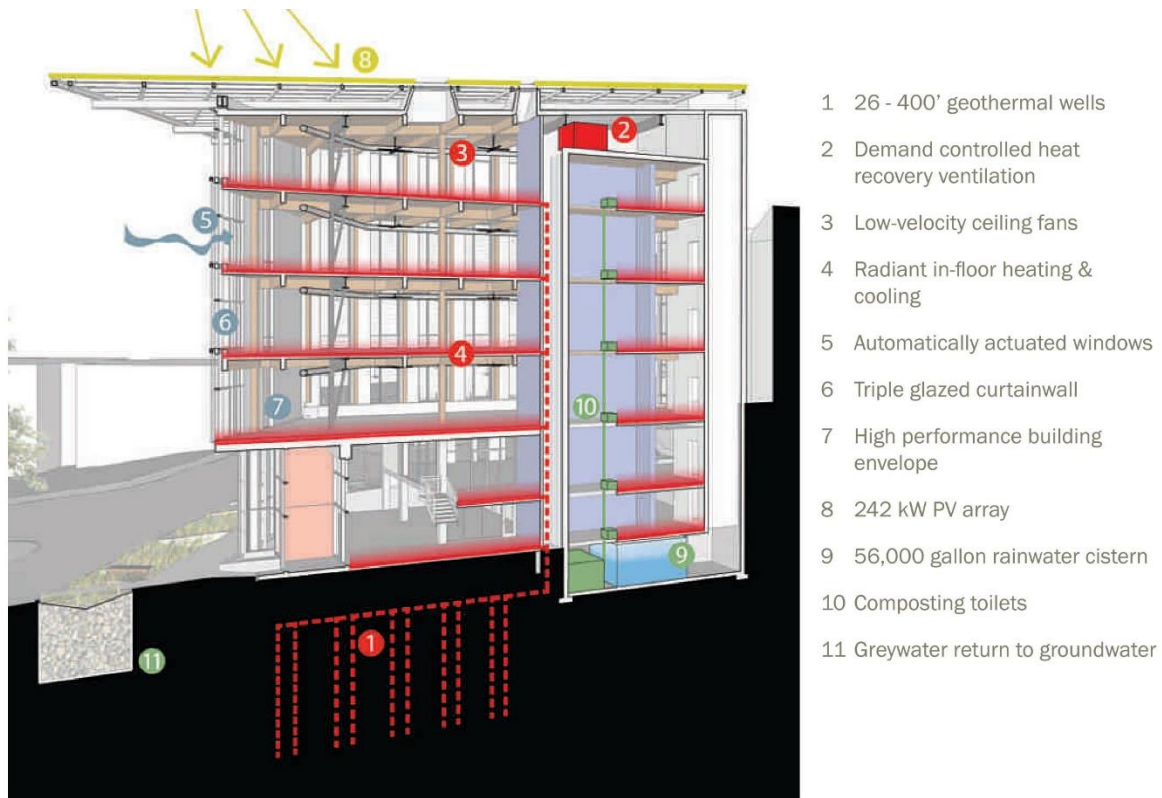 8
2
3
5
6
4
7
10
9
1
11
1 26 - 400’ geothermal wells
2 Demand controlled heat
recovery ventilation
3 Low-velocity ceiling fans
4 Radiant in-floor heating &
cooling
5 Automatically actuated windows
6 Triple glazed curtainwall
7 High performance building
envelope
8 242 kW PV array
9 56,000 gallon rainwater cistern
10 Composting toilets
11 Greywater return to groundwater